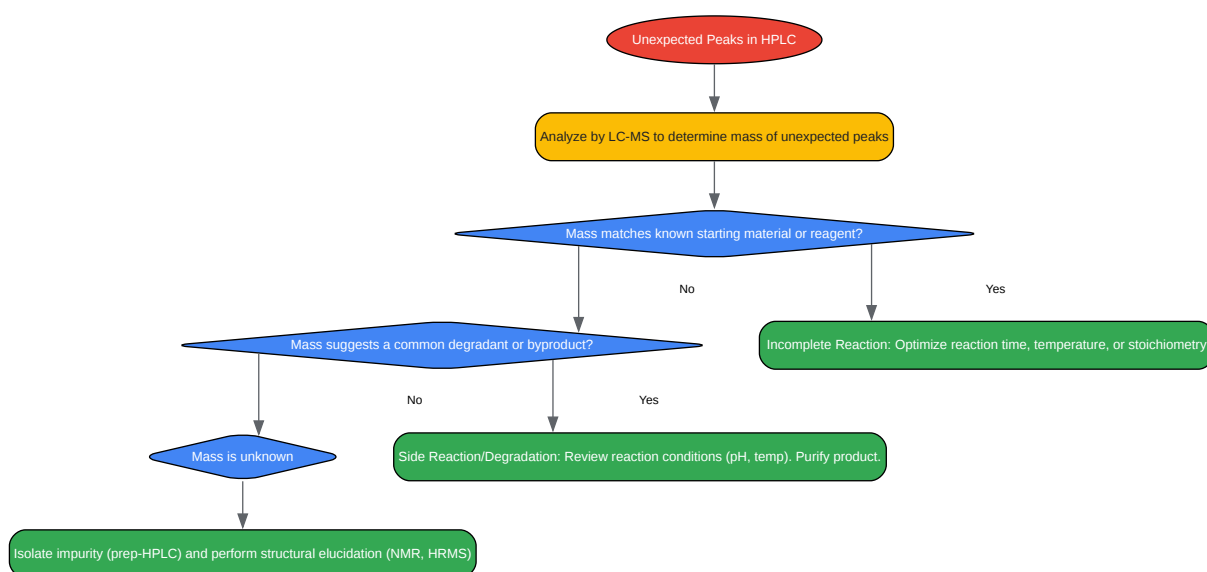 Unexpected Peaks in HPLC
Analyze by LC-MS to determine mass of unexpected peaks
Mass matches known starting material or reagent?
No
Yes
Mass suggests a common degradant or byproduct?
Incomplete Reaction: Optimize reaction time, temperature, or stoichiometry
No
Yes
Mass is unknown
Side Reaction/Degradation: Review reaction conditions (pH, temp). Purify product.
Isolate impurity (prep-HPLC) and perform structural elucidation (NMR, HRMS)